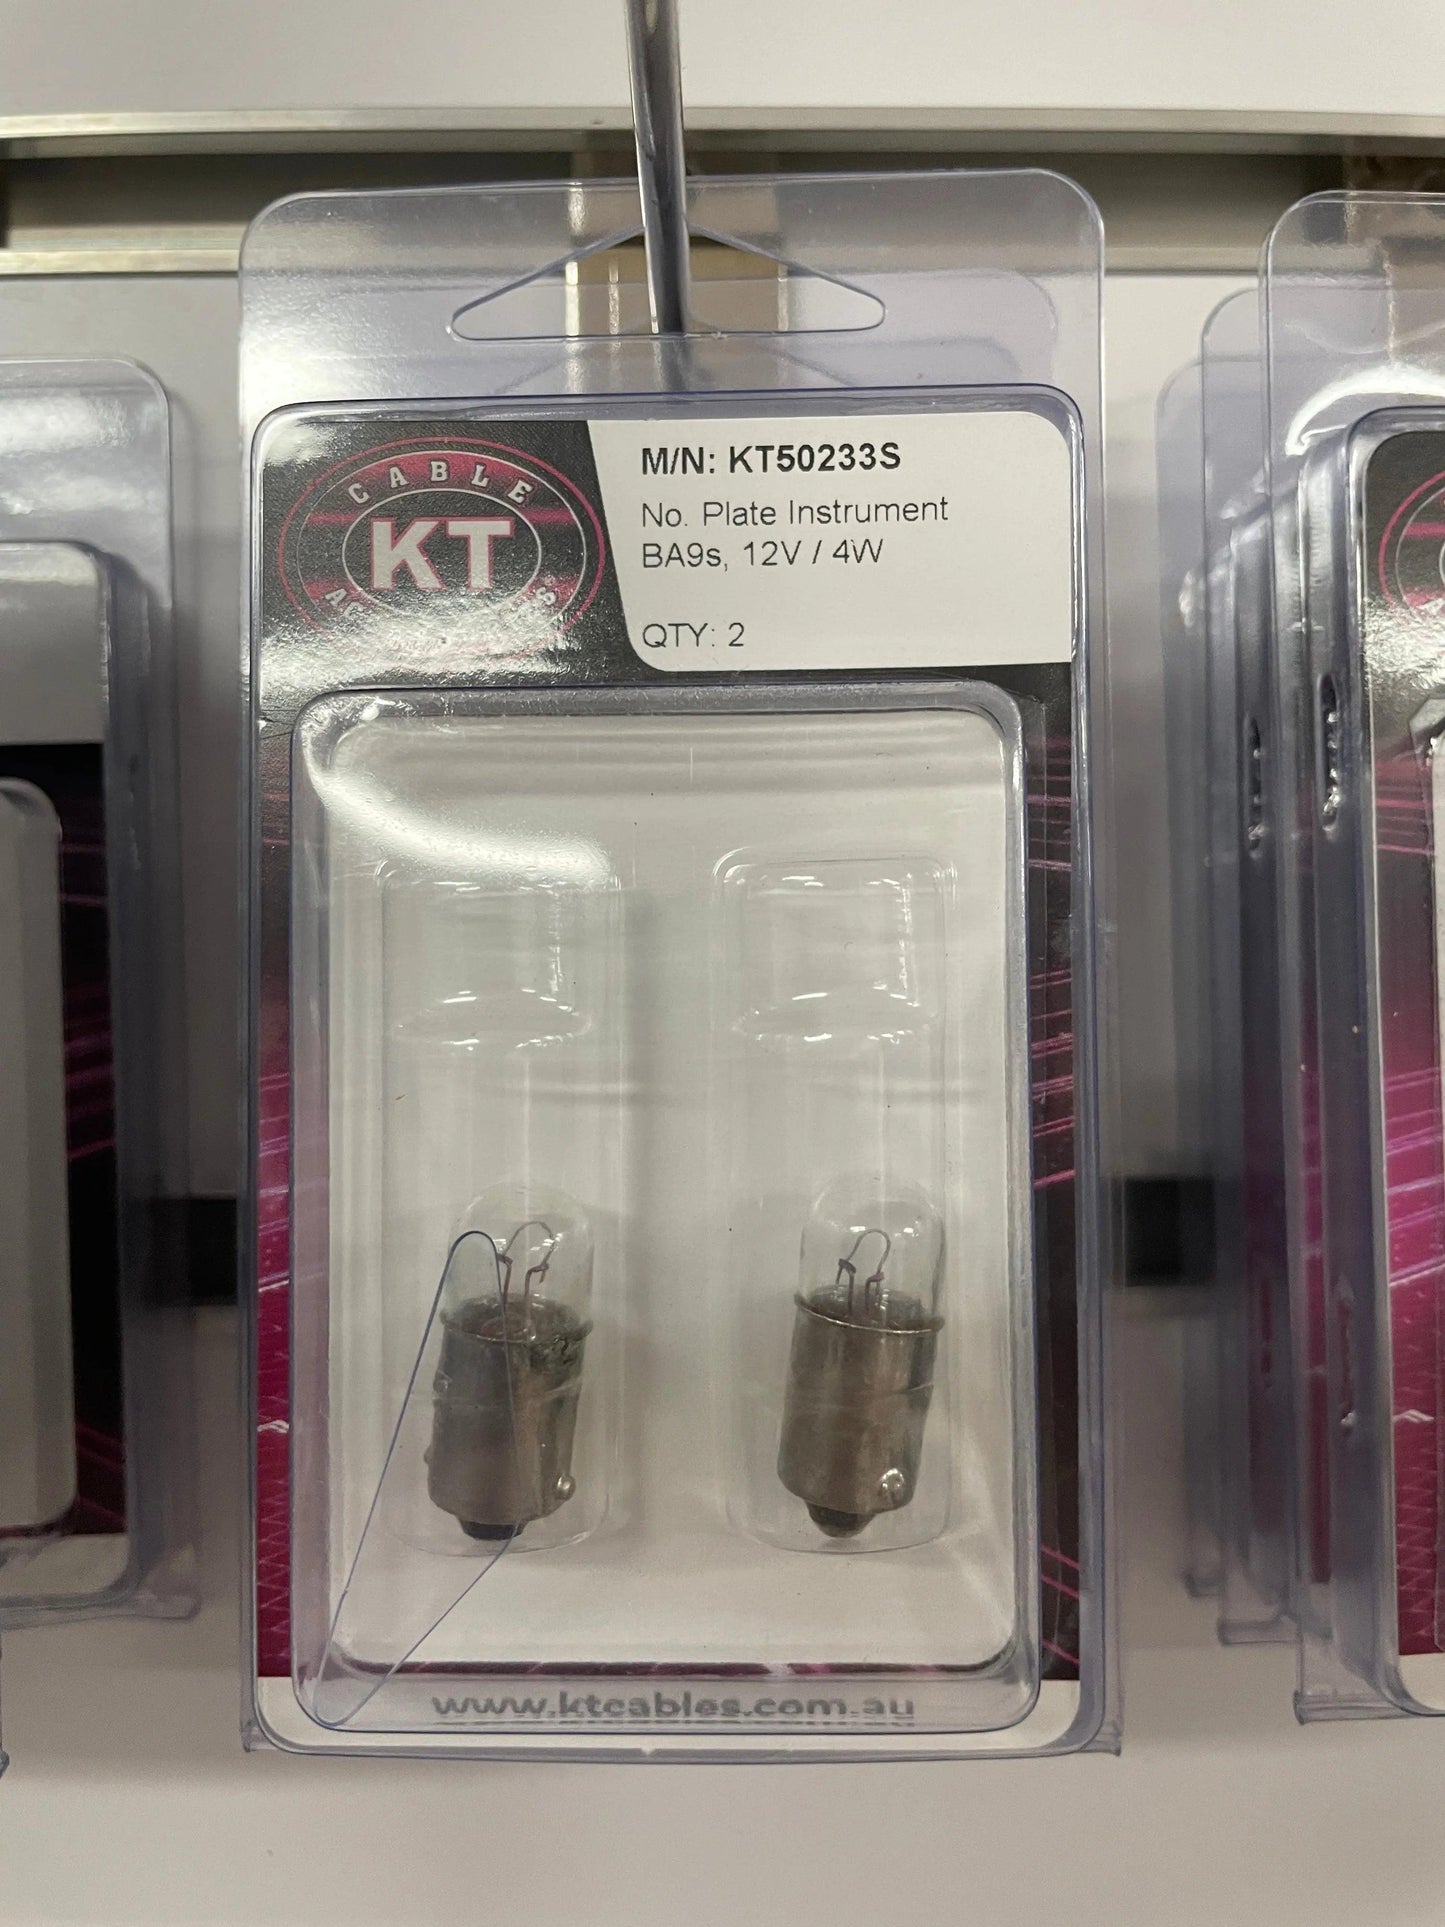 CABLE
KT
M/N: KT50233S
No. Plate Instrument
BA9s, 12V / 4W
QTY: 2
www.ktcables.com.au